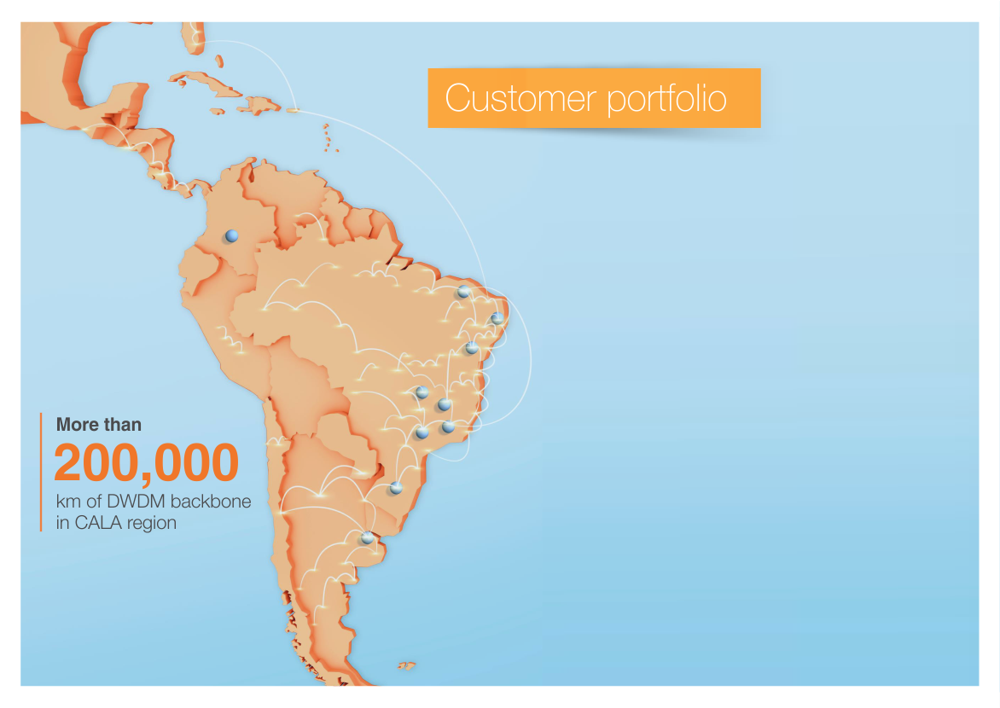 Customer portfolio
More than
200,000
km of DWDM backbone
in CALA region